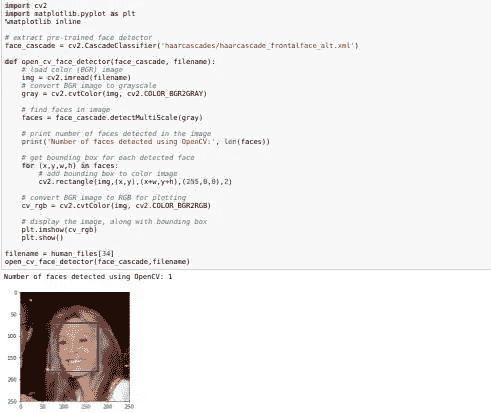 import cv2
import matplotlib.pyplot as plt
%matplotlib inline
# extract pre-trained face detector
face_cascade = cv2.CascadeClassifier('haarcascades/haarcascade_frontalface_alt.xml')
def open_cv_face_detector(face_cascade, filename):
# load color (BGR) image
img = cv2.imread(filename)
# convert BGR image to grayscale
gray = cv2.cvtColor(img, cv2.COLOR_BGR2GRAY)
# find faces in image
faces = face_cascade.detectMultiScale(gray)
# print number of faces detected in the image
print('Number of faces detected using OpenCV:', len(faces))
# get bounding box for each detected face
for (x,y,w,h) in faces:
# add bounding box to color image
cv2.rectangle(img,(x,y),(x+w,y+h),(255,0,0),2)
# convert BGR image to RGB for plotting
cv_rgb = cv2.cvtColor(img, cv2.COLOR_BGR2RGB)
# display the image, along with bounding box
plt.imshow(cv_rgb)
plt.show()
filename = human_files[34]
open_cv_face_detector(face_cascade,filename)
Number of faces detected using OpenCV: 1
0
50
100
150
200
250
0 50 100 150 200 250